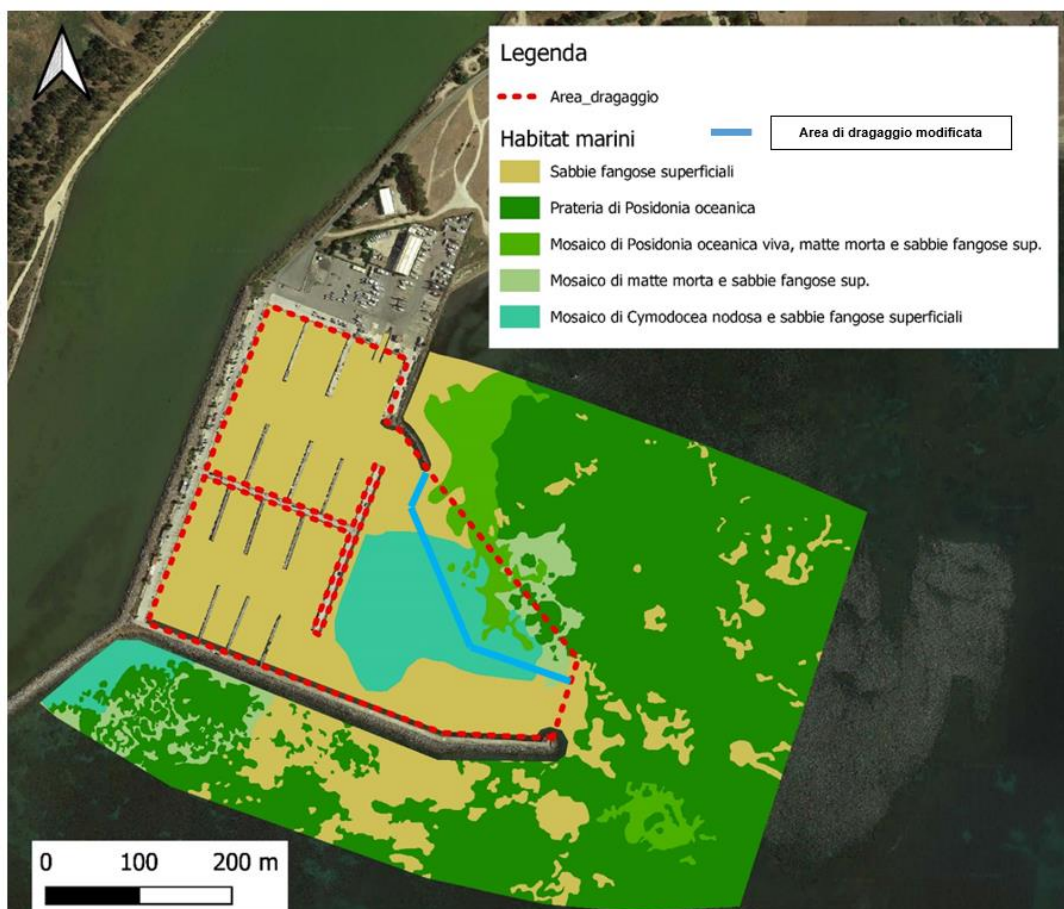 Legenda
Area_dragaggio
Habitat marini
Area di dragaggio modificata
Sabbie fangose superficiali
Prateria di Posidonia oceanica
Mosaico di Posidonia oceanica viva, matte morta e sabbie fangose sup.
Mosaico di matte morta e sabbie fangose sup.
Mosaico di Cymodocea nodosa e sabbie fangose superficiali
0 100 200 m